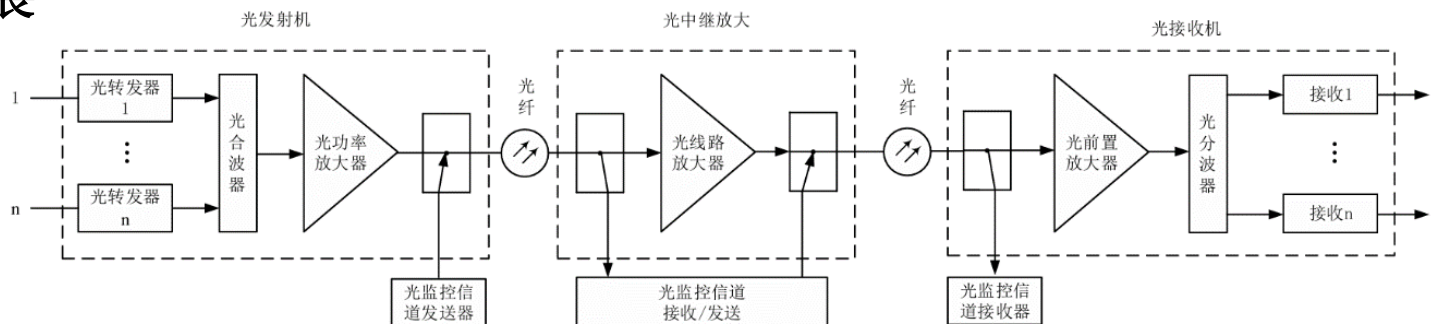 光发射机
光中继放大
光接收机
1
光转发器
1
光合波器
光功率
放大器
光纤
光线路
放大器
光纤
光前置
放大器
光分波器
接收1
n
光转发器
n
接收n
光监控信
道发送器
光监控信道
接收/发送
光监控信
道接收器